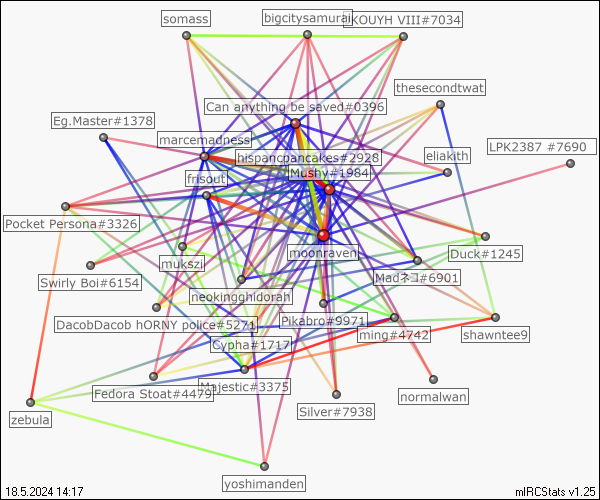 somass
bigcitysamurai
KOUYH VIII#7034
thesecondtwat
Can anything be saved#0396
Eg.Master#1378
marcemadness
LPK2387 #7690
hispancpancakes#2928
eliakith
Mushy#1984
frisout
Pocket Persona#3326
moonraven
Duck#1245
mukszi
MadネコI#6901
Swirly Boi#6154
neokingghidorah
DacobDacob hORNY police#5271
Pikabro#9971
ming#4742
shawntee9
Cypha#1717
Majestic#3375
Fedora Stoat#4479
normalwan
Silver#7938
zebula
yoshimanden
18.5.2024 14:17
mIRCStats v1.25